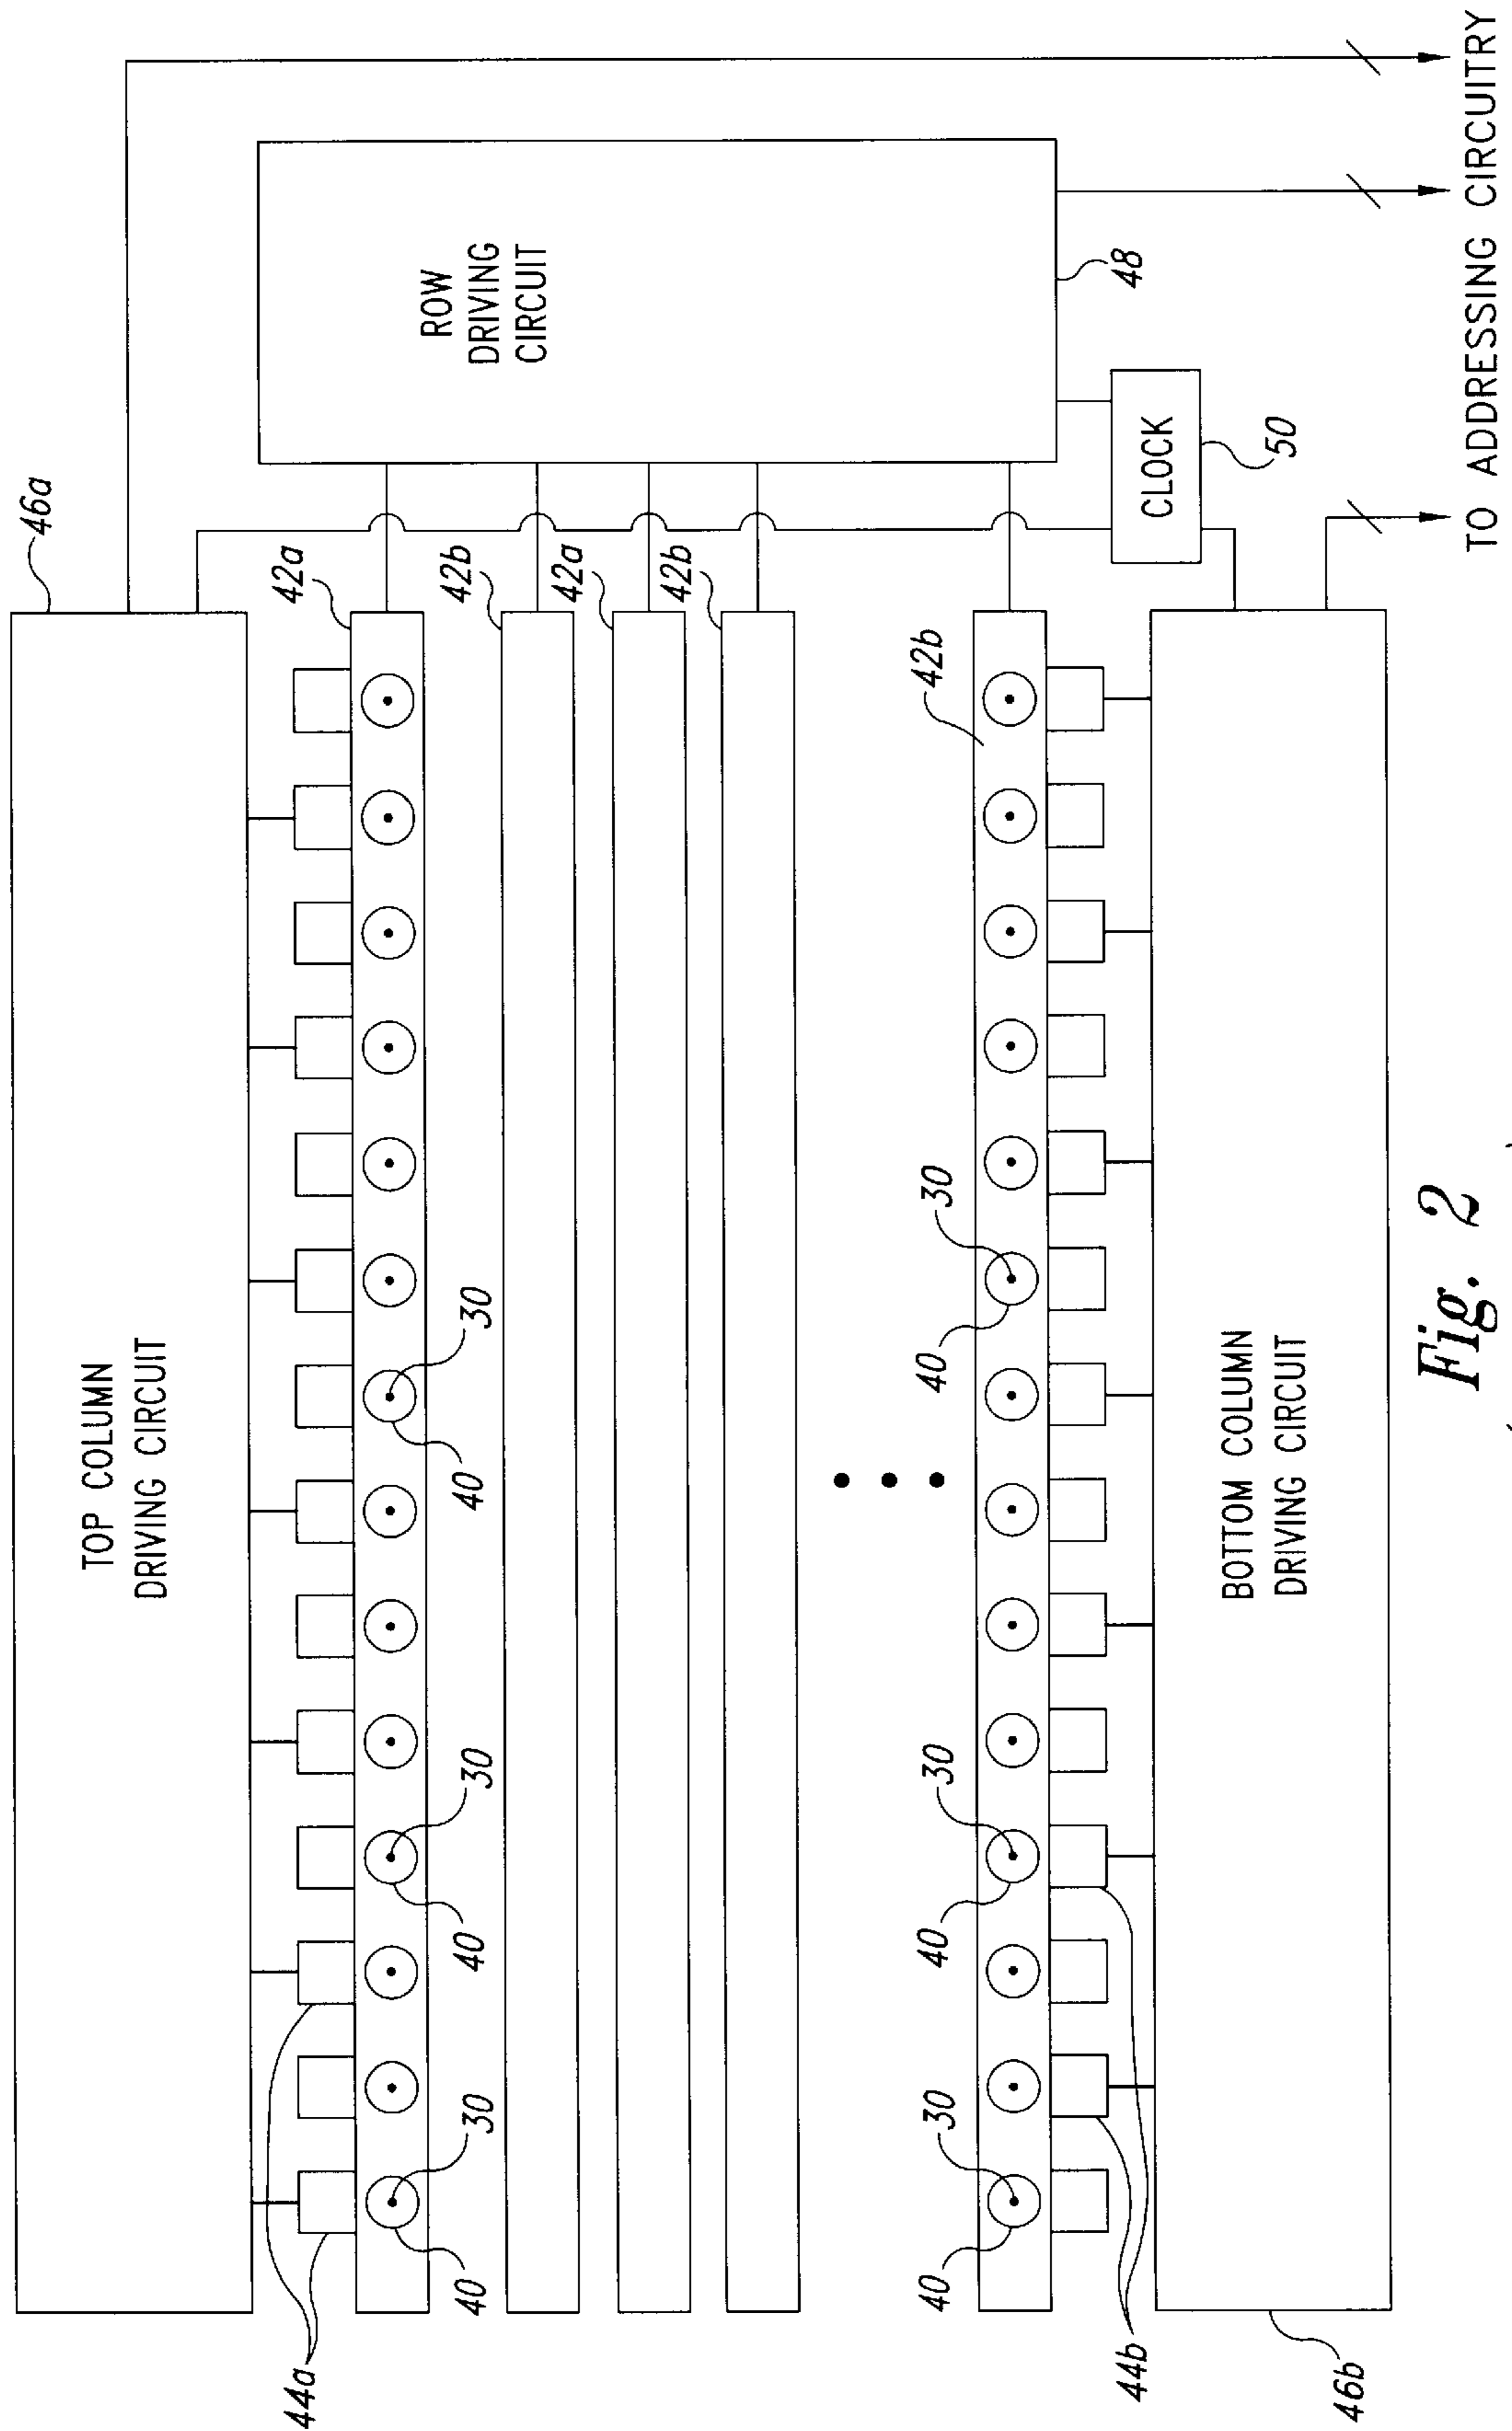 46a
TOP COLUMN
DRIVING CIRCUIT
44a
42a
40
30
40
30
40
30
42b
42a
42b
ROW
DRIVING
CIRCUIT
48
42b
40
30
40
30
40
30
44b
CLOCK
50
BOTTOM COLUMN
DRIVING CIRCUIT
46b
TO ADDRESSING CIRCUITRY
Fig. 2